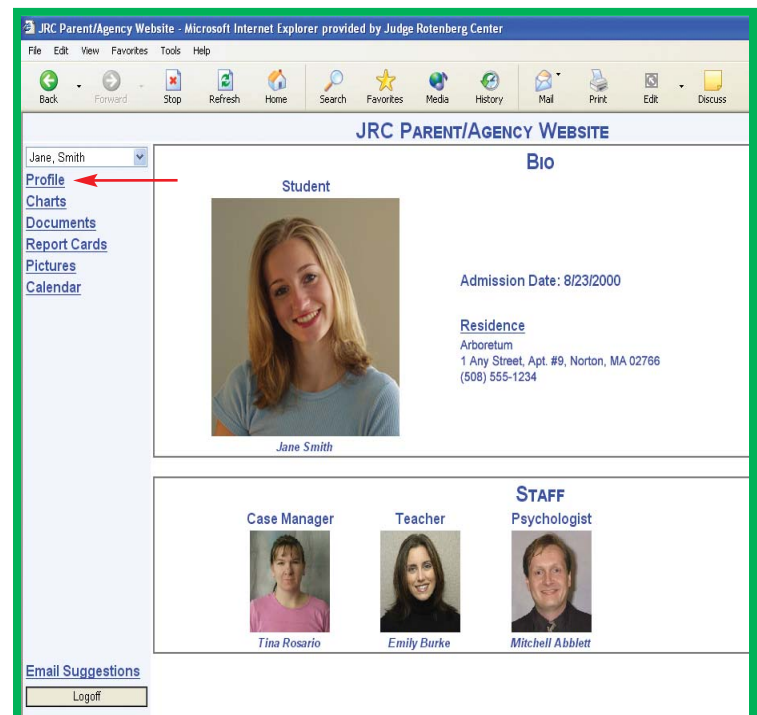 JRC Parent/Agency Website - Microsoft Internet Explorer provided by Judge Rotenberg Center
File Edit View Favorites Tools Help
Back Forward Stop Refresh Home Search Favorites Media History Mail Print Edit Discuss
JRC PARENT/AGENCY WEBSITE
Jane, Smith
Profile
Charts
Documents
Report Cards
Pictures
Calendar
BIO
Student
Jane Smith
Admission Date: 8/23/2000
Residence
Arboretum
1 Any Street, Apt. #9, Norton, MA 02766
(508) 555-1234
STAFF
Case Manager Teacher Psychologist
Tina Rosario Emily Burke Mitchell Abblett
Email Suggestions
Logoff